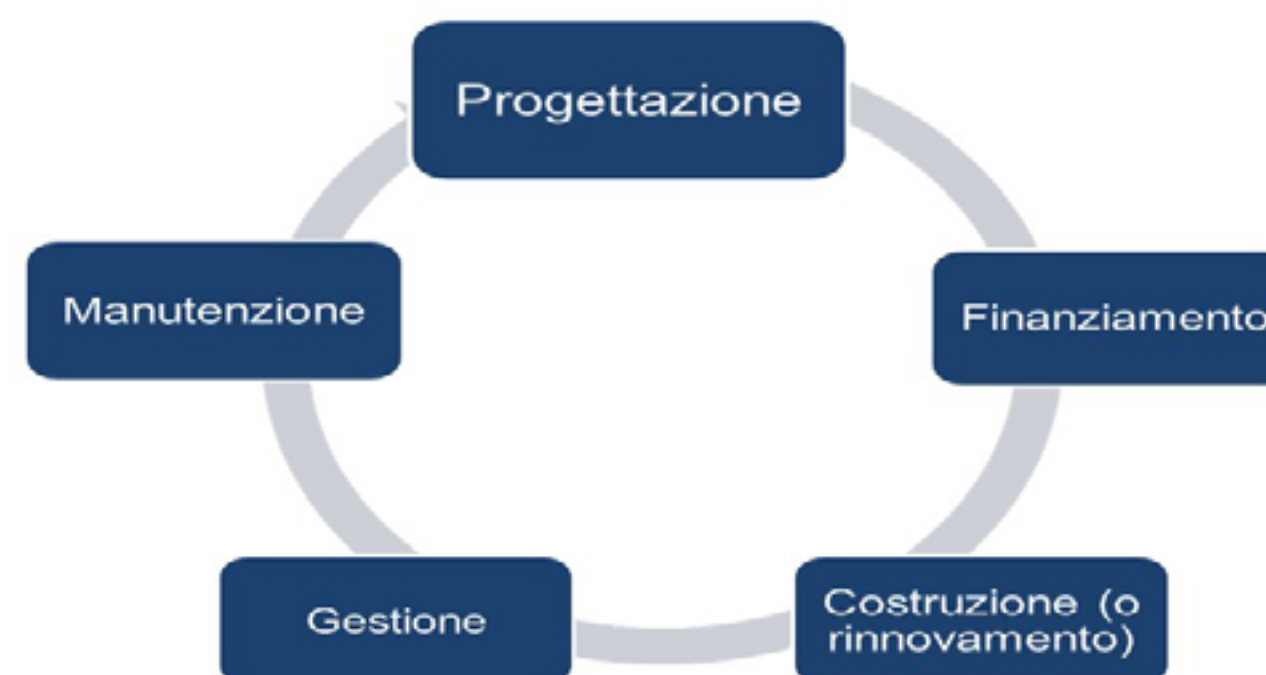 Progettazione
Manutenzione
Finanziamento
Gestione
Costruzione (o
rinnovamento)